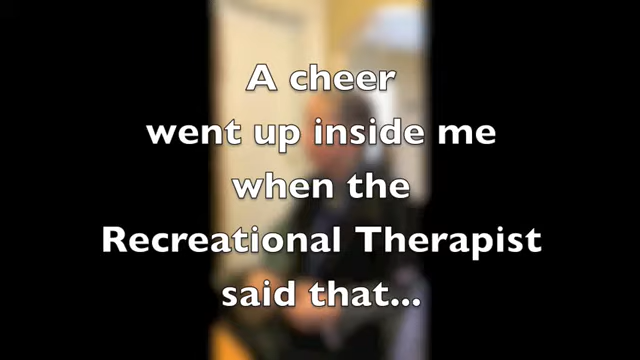 A cheer
went up inside me
when the
Recreational Therapist
said that...